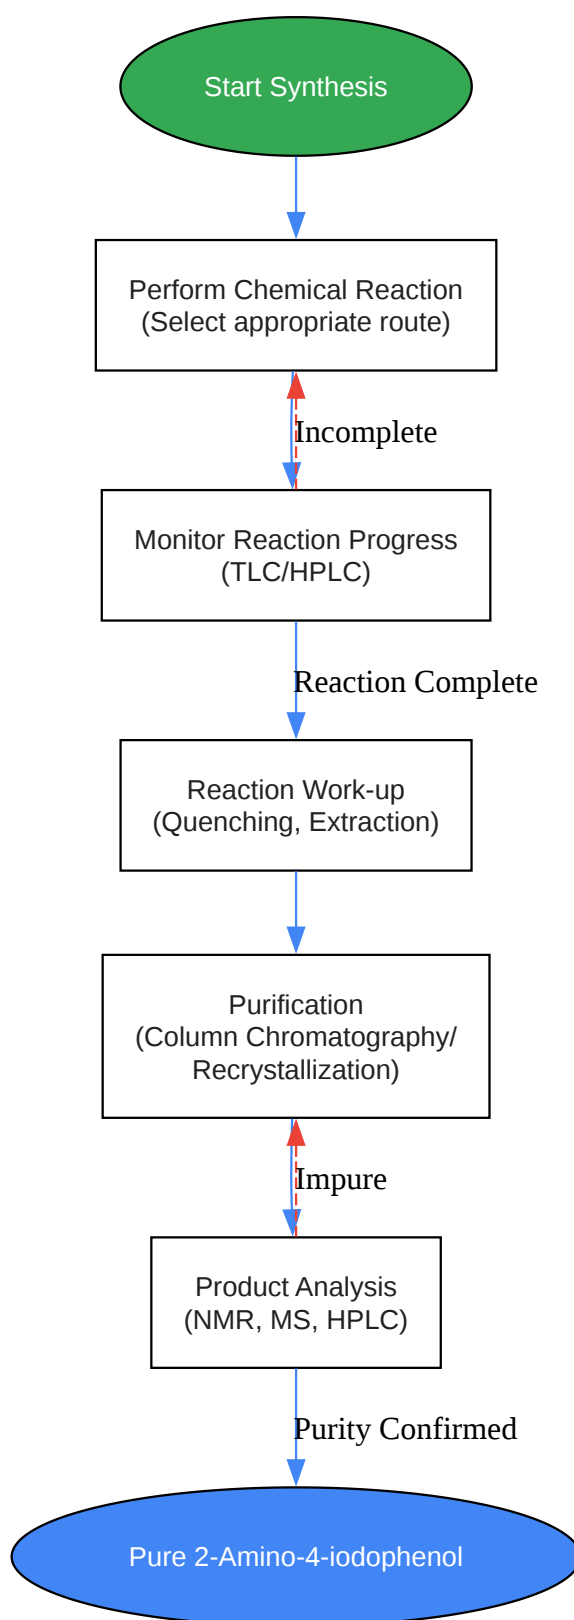 Start Synthesis
Perform Chemical Reaction
(Select appropriate route)
Incomplete
Monitor Reaction Progress
(TLC/HPLC)
Reaction Complete
Reaction Work-up
(Quenching, Extraction)
Purification
(Column Chromatography/
Recrystallization)
Impure
Product Analysis
(NMR, MS, HPLC)
Purity Confirmed
Pure 2-Amino-4-iodophenol